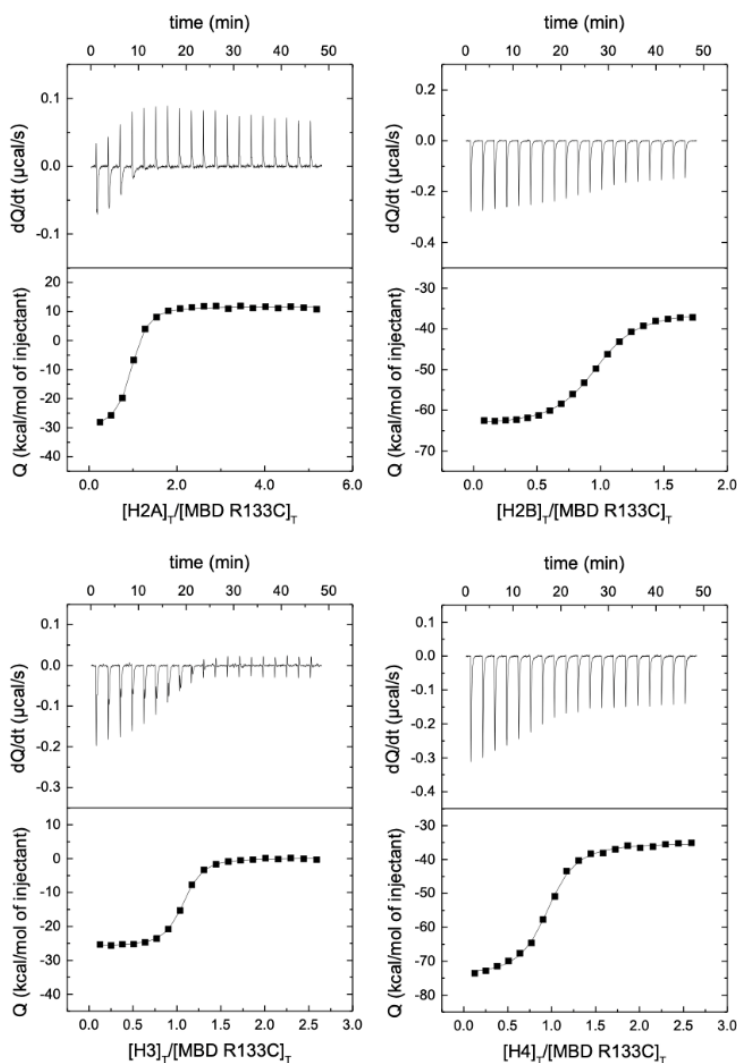 time (min)
0 10 20 30 40 50
0.1
0.0
-0.1
dQ/dt (µcal/s)
20
10
0
-10
-20
-30
-40
Q (kcal/mol of injectant)
0.0 2.0 4.0 6.0
[H2A]T/[MBD R133C]T
time (min)
0 10 20 30 40 50
0.2
0.0
-0.2
-0.4
dQ/dt (µcal/s)
-30
-40
-50
-60
-70
Q (kcal/mol of injectant)
0.0 0.5 1.0 1.5 2.0
[H2B]T/[MBD R133C]T
time (min)
0 10 20 30 40 50
0.1
0.0
-0.1
-0.2
-0.3
dQ/dt (µcal/s)
10
0
-10
-20
-30
-40
Q (kcal/mol of injectant)
0.0 0.5 1.0 1.5 2.0 2.5 3.0
[H3]T/[MBD R133C]T
time (min)
0 10 20 30 40 50
0.1
0.0
-0.1
-0.2
-0.3
-0.4
dQ/dt (µcal/s)
-30
-40
-50
-60
-70
-80
Q (kcal/mol of injectant)
0.0 0.5 1.0 1.5 2.0 2.5 3.0
[H4]T/[MBD R133C]T